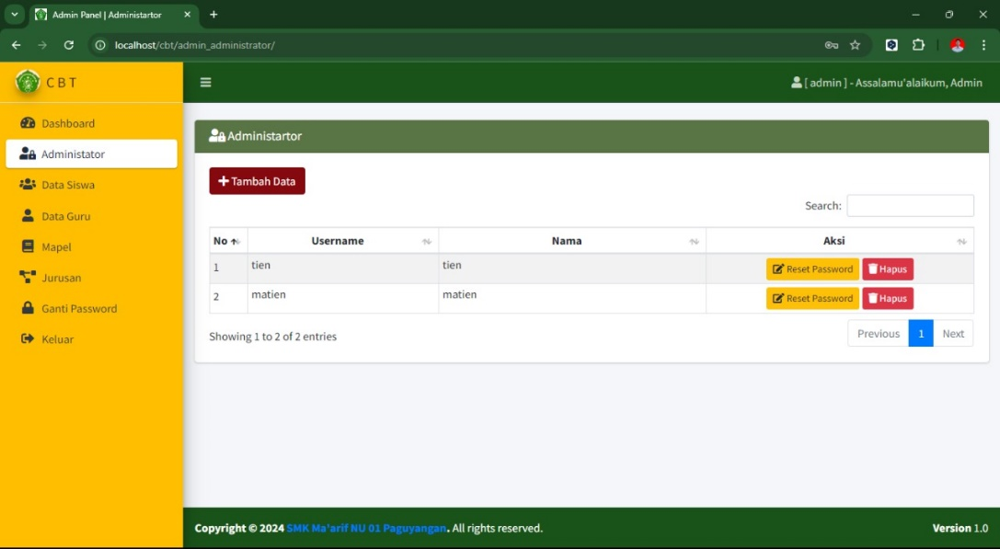 Admin Panel | Administartor
localhost/cbt/admin_administrator/
CBT
[ admin ] - Assalamu'alaikum, Admin
Dashboard
Administator
Data Siswa
Data Guru
Mapel
Jurusan
Ganti Password
Keluar
Administartor
Tambah Data
Search:
No Username Nama Aksi
1 tien tien Reset Password Hapus
2 matien matien Reset Password Hapus
Showing 1 to 2 of 2 entries
Previous 1 Next
Copyright © 2024 SMK Ma'arif NU 01 Paguyangan. All rights reserved.
Version 1.0